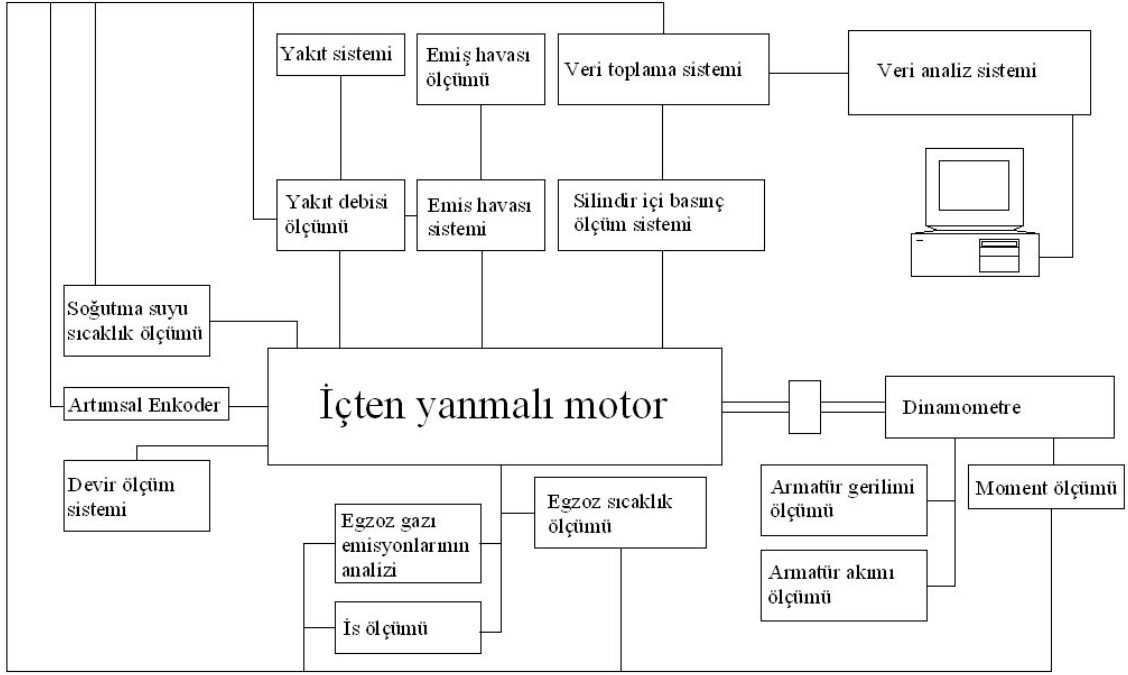 Yakıt sistemi
Emiş havası
ölçümü
Veri toplama sistemi
Veri analiz sistemi
Yakıt debisi
ölçümü
Emis havası
sistemi
Silindir içi basınç
ölçüm sistemi
Soğutma suyu
sıcaklık ölçümü
Artımsal Enkoder
İçten yanmalı motor
Dinamometre
Devir ölçüm
sistemi
Egzoz gazı
emisyonlarının
analizi
Egzoz sıcaklık
ölçümü
Armatür gerilimi
ölçümü
Moment ölçümü
Armatür akımı
ölçümü
İs ölçümü